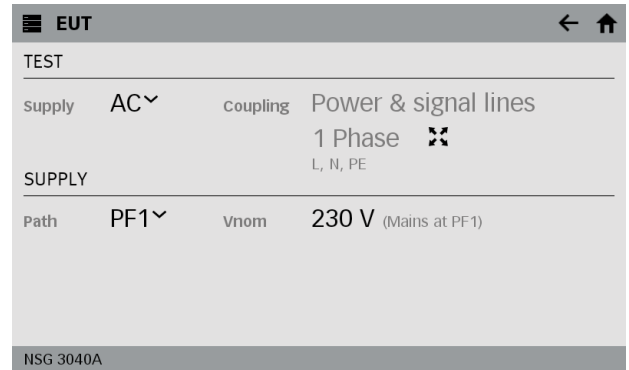 EUT
TEST
Supply AC Coupling Power & signal lines
1 Phase
L, N, PE
SUPPLY
Path PF1 Vnom 230 V (Mains at PF1)
NSG 3040A